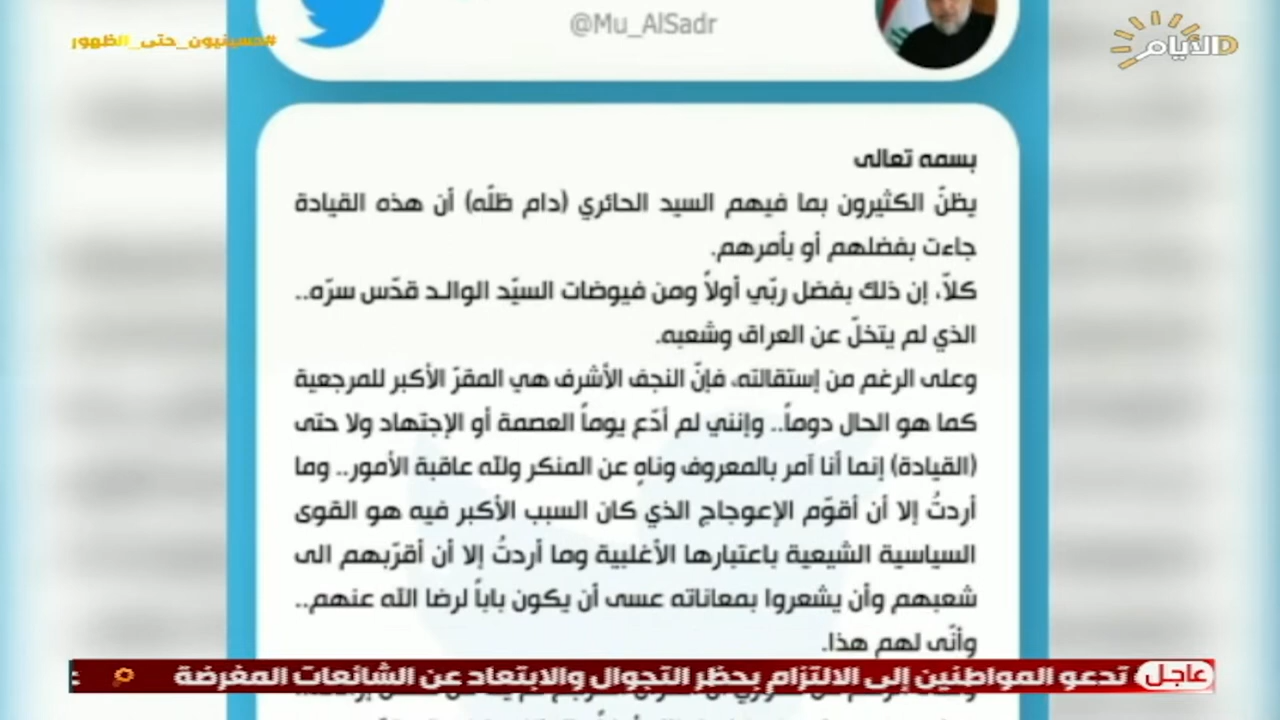 @Mu_AlSadr
#حسينيون_حتى_الظهور
الأيام
بسمه تعالى
يظنّ الكثيرون بما فيهم السيد الحائري (دام ظلّه) أن هذه القيادة
جاءت بفضلهم أو بأمرهم.
كلاّ، إن ذلك بفضل ربّي أولاً ومن فيوضات السيّد الوالد قدّس سرّه..
الذي لم يتخلّ عن العراق وشعبه.
وعلى الرغم من إستقالته، فإنّ النجف الأشرف هي المقرّ الأكبر للمرجعية
كما هو الحال دوماً.. وإنني لم أدّع يوماً العصمة أو الإجتهاد ولا حتى
(القيادة) إنما أنا آمر بالمعروف وناهٍ عن المنكر ولله عاقبة الأمور.. وما
أردتُ إلا أن أقوّم الإعوجاج الذي كان السبب الأكبر فيه هو القوى
السياسية الشيعية باعتبارها الأغلبية وما أردتُ إلا أن أقرّبهم الى
شعبهم وأن يشعروا بمعاناته عسى أن يكون باباً لرضا الله عنهم..
وأنّى لهم هذا.
عاجل تدعو المواطنين إلى الالتزام بحظر التجوال والابتعاد عن الشائعات المغرضة